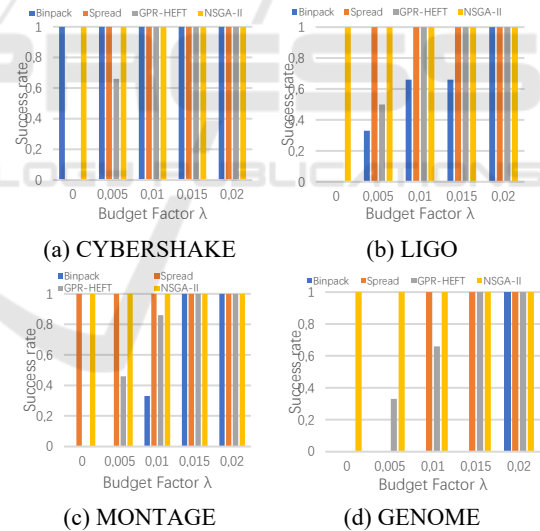 Binpack Spread GPR-HEFT NSGA-II
Success rate
1
0,8
0,6
0,4
0,2
0
0 0,005 0,01 0,015 0,02
Budget Factor λ
(a) CYBERSHAKE
Binpack Spread GPR-HEFT NSGA-II
Success rate
1
0,8
0,6
0,4
0,2
0
0 0,005 0,01 0,015 0,02
Budget Factor λ
(b) LIGO
Binpack Spread
GPR-HEFT NSGA-II
Success rate
1
0,8
0,6
0,4
0,2
0
0 0,005 0,01 0,015 0,02
Budget Factor λ
(c) MONTAGE
Binpack Spread GPR-HEFT NSGA-II
Success rate
1
0,8
0,6
0,4
0,2
0
0 0,005 0,01 0,015 0,02
Budget Factor λ
(d) GENOME